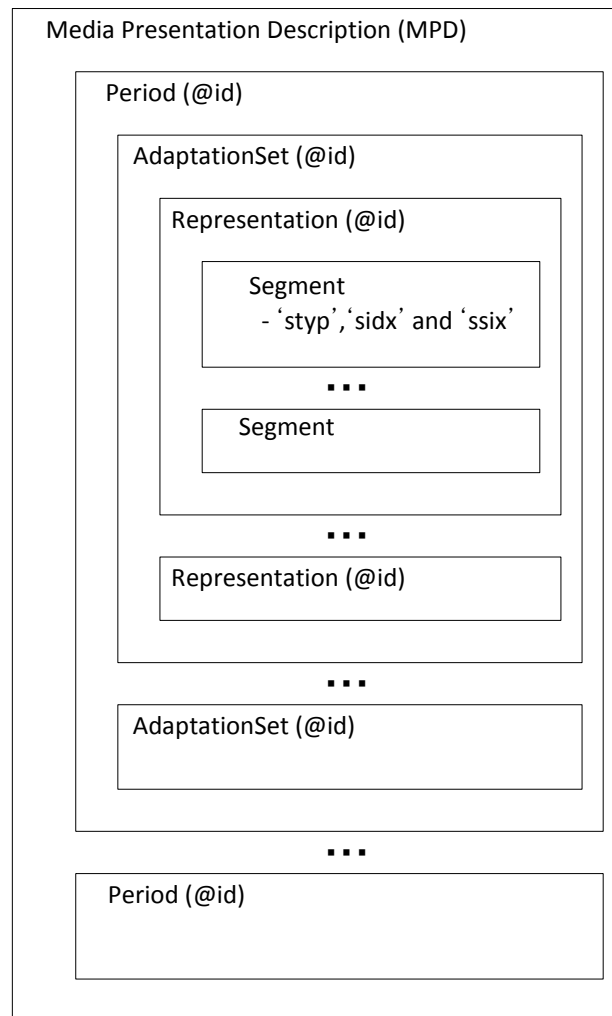 Media Presentation Description (MPD)
Period (@id)
AdaptationSet (@id)
Representation (@id)
Segment
- ‘styp’,‘sidx’ and ‘ssix’
...
Segment
...
Representation (@id)
...
AdaptationSet (@id)
...
Period (@id)